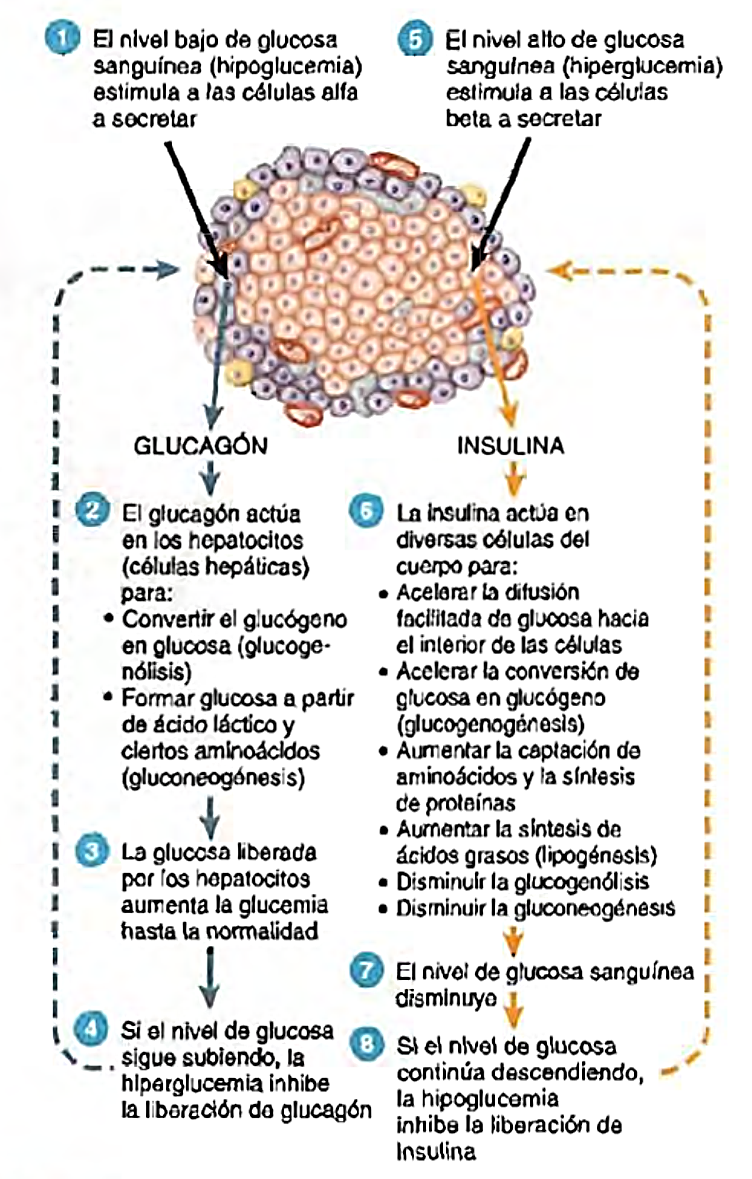 1 El nivel bajo de glucosa
sanguínea (hipoglucemia)
estimula a las células alfa
a secretar
5 El nivel alto de glucosa
sanguínea (hiperglucemia)
estimula a las células
beta a secretar
GLUCAGÓN
2 El glucagón actúa
en los hepatocitos
(células hepáticas)
para:
• Convertir el glucógeno
en glucosa (glucoge-
nólisis)
• Formar glucosa a partir
de ácido láctico y
ciertos aminoácidos
(gluconeogénesis)
3 La glucosa liberada
por los hepatocitos
aumenta la glucemia
hasta la normalidad
4 Si el nivel de glucosa
sigue subiendo, la
hiperglucemia inhibe
la liberación de glucagón
INSULINA
6 La insulina actúa en
diversas células del
cuerpo para:
• Acelerar la difusión
facilitada de glucosa hacia
el interior de las células
• Acelerar la conversión de
glucosa en glucógeno
(glucogenogénesis)
• Aumentar la captación de
aminoácidos y la síntesis
de proteínas
• Aumentar la síntesis de
ácidos grasos (lipogénesis)
• Disminuir la glucogenólisis
• Disminuir la gluconeogénesis
7 El nivel de glucosa sanguínea
disminuye
8 Si el nivel de glucosa
continúa descendiendo,
la hipoglucemia
inhibe la liberación de
insulina